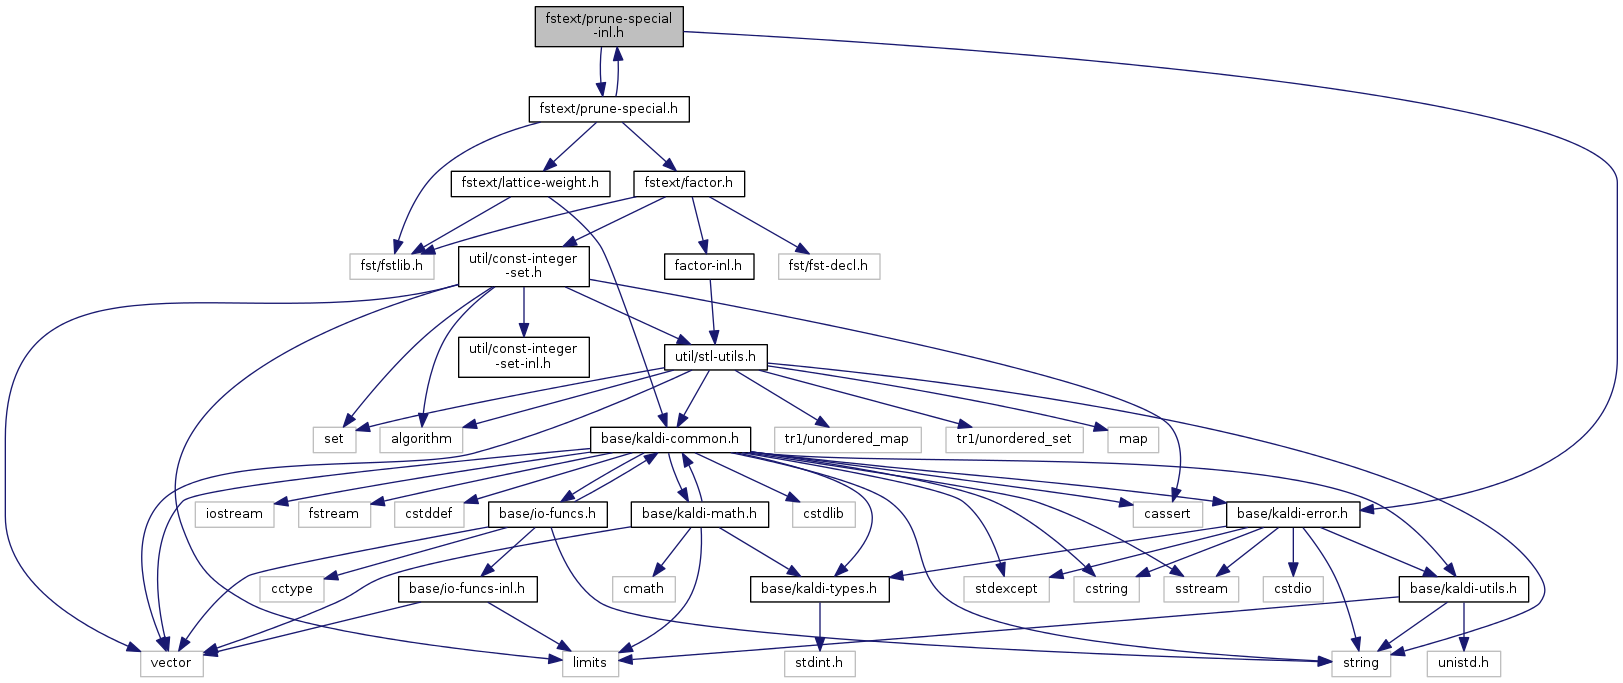 fstext/prune-special
-inl.h
fstext/prune-special.h
fstext/lattice-weight.h
fstext/factor.h
fst/fstlib.h
util/const-integer
-set.h
factor-inl.h
fst/fst-decl.h
util/const-integer
-set-inl.h
util/stl-utils.h
set
algorithm
base/kaldi-common.h
tr1/unordered_map
tr1/unordered_set
map
iostream
fstream
cstddef
base/io-funcs.h
base/kaldi-math.h
cstdlib
cassert
base/kaldi-error.h
cctype
base/io-funcs-inl.h
cmath
base/kaldi-types.h
stdexcept
cstring
sstream
cstdio
base/kaldi-utils.h
vector
limits
stdint.h
string
unistd.h